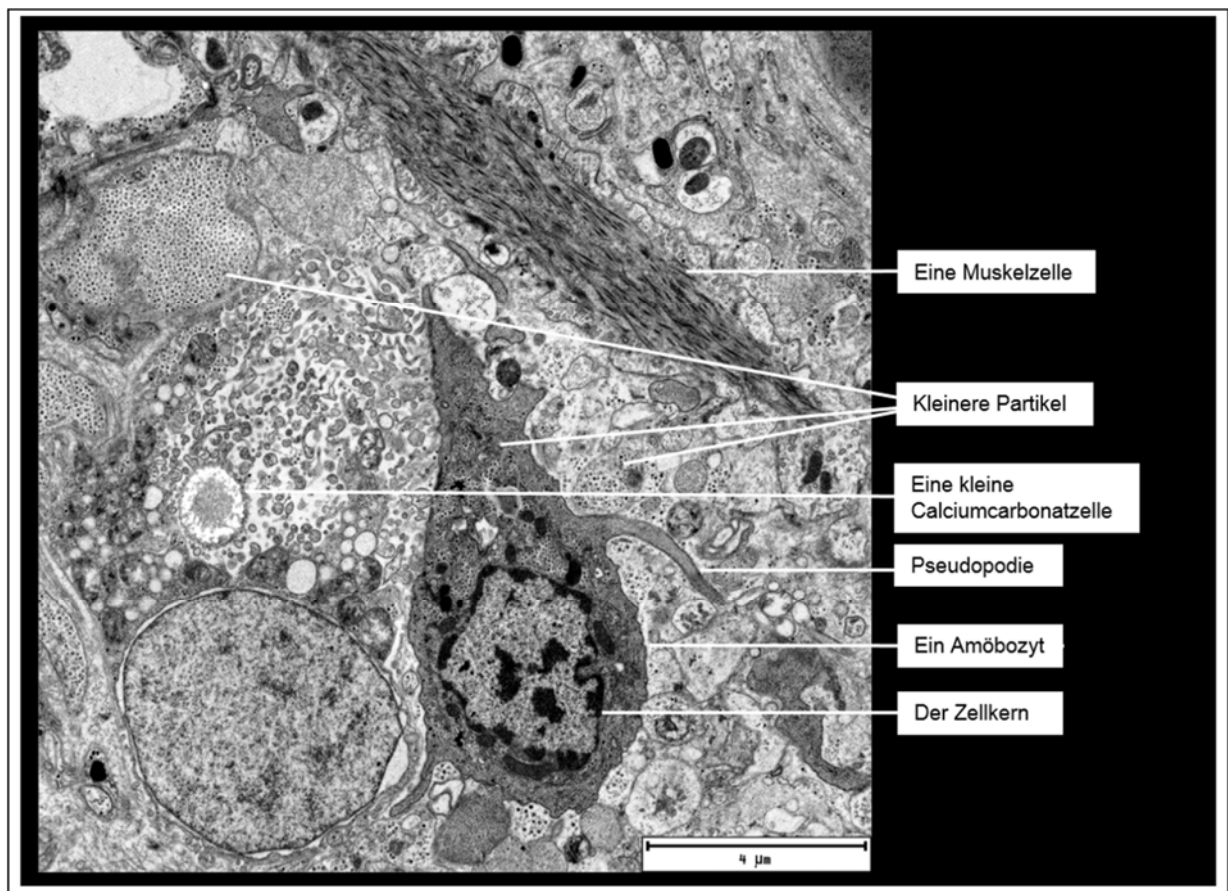 Eine Muskelzelle
Kleinere Partikel
Eine kleine
Calciumcarbonatzelle
Pseudopodie
Ein Amöbozyt
Der Zellkern
4 µm